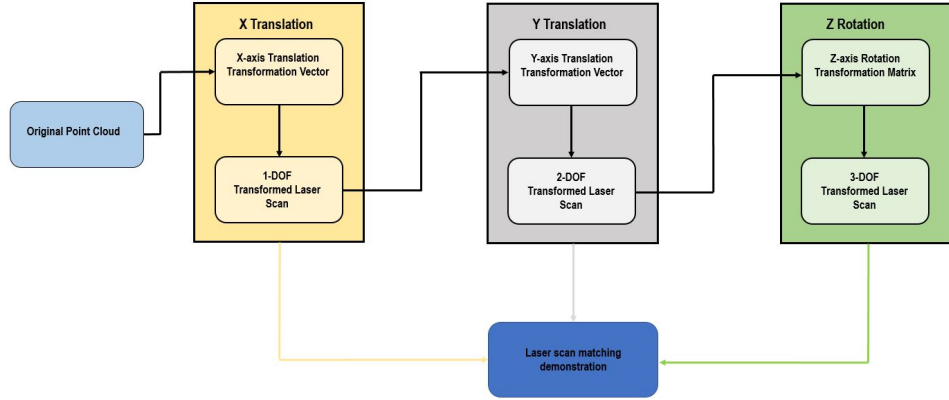 Original Point Cloud
X Translation
X-axis Translation
Transformation Vector
1-DOF
Transformed Laser
Scan
Y Translation
Y-axis Translation
Transformation Vector
2-DOF
Transformed Laser
Scan
Z Rotation
Z-axis Rotation
Transformation Matrix
3-DOF
Transformed Laser
Scan
Laser scan matching
demonstration